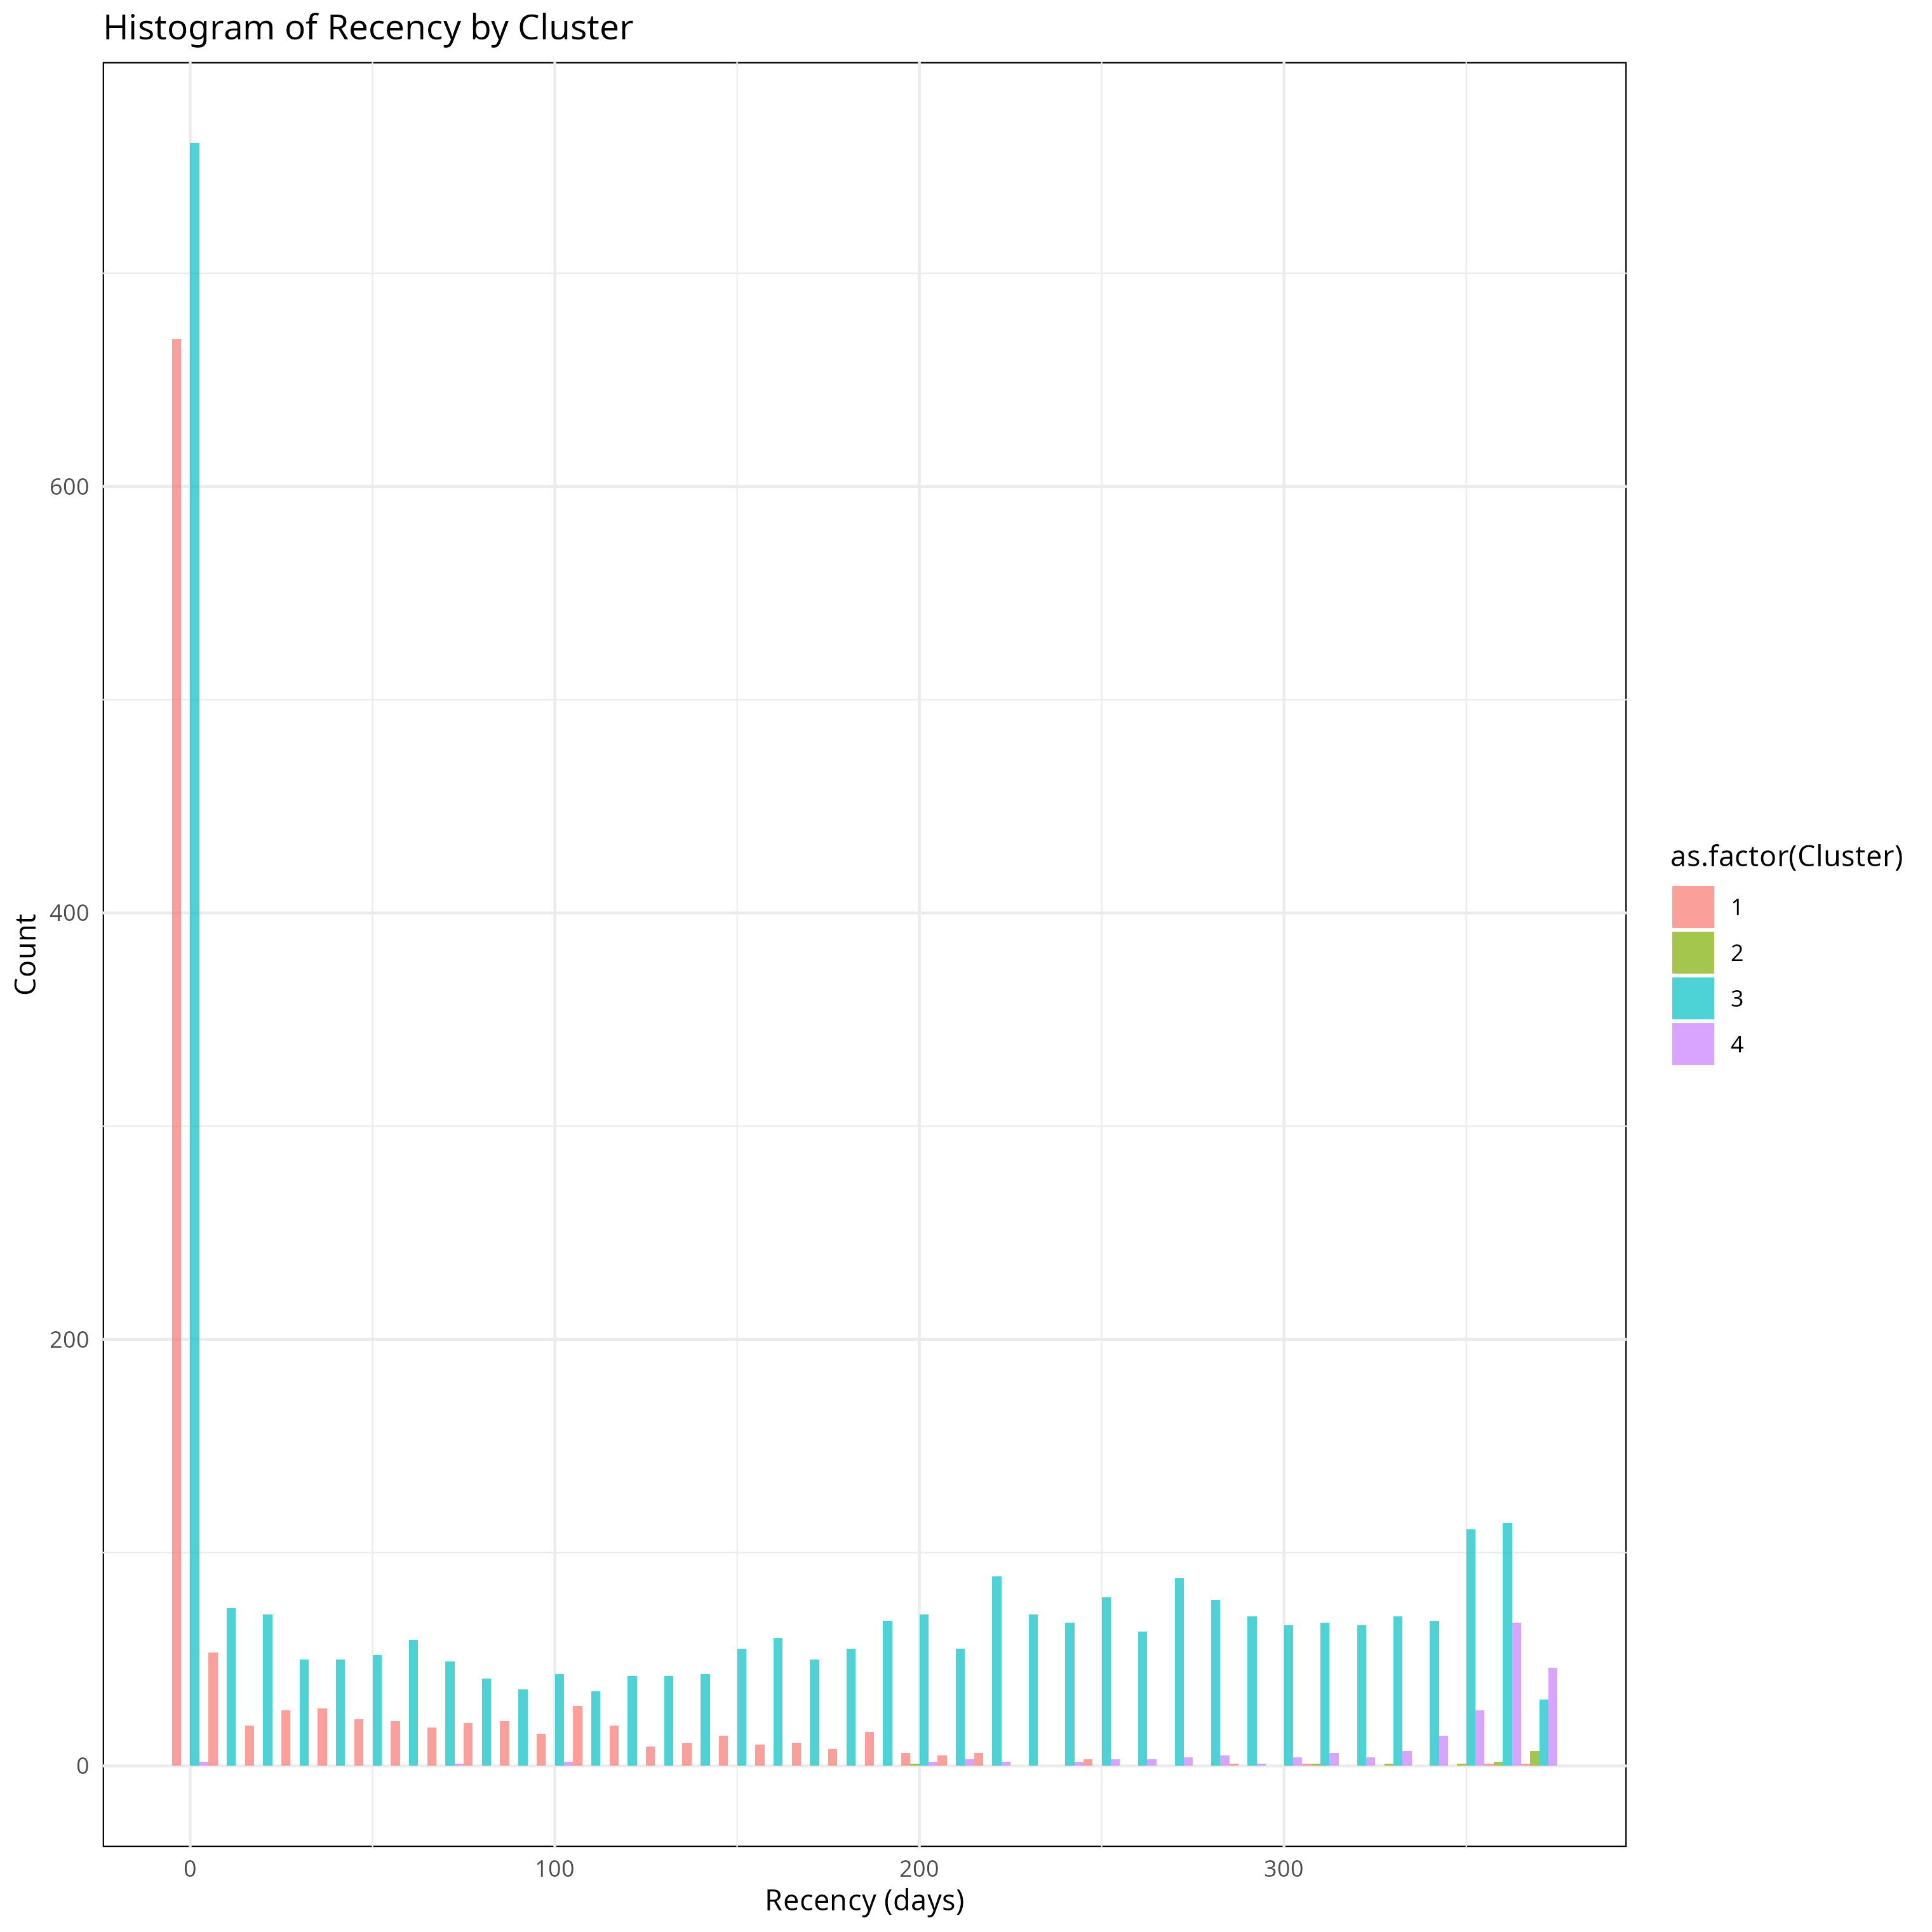 Histogram of Recency by Cluster
600
400
200
0
Count
0 100 200 300
Recency (days)
as.factor(Cluster)
1
2
3
4